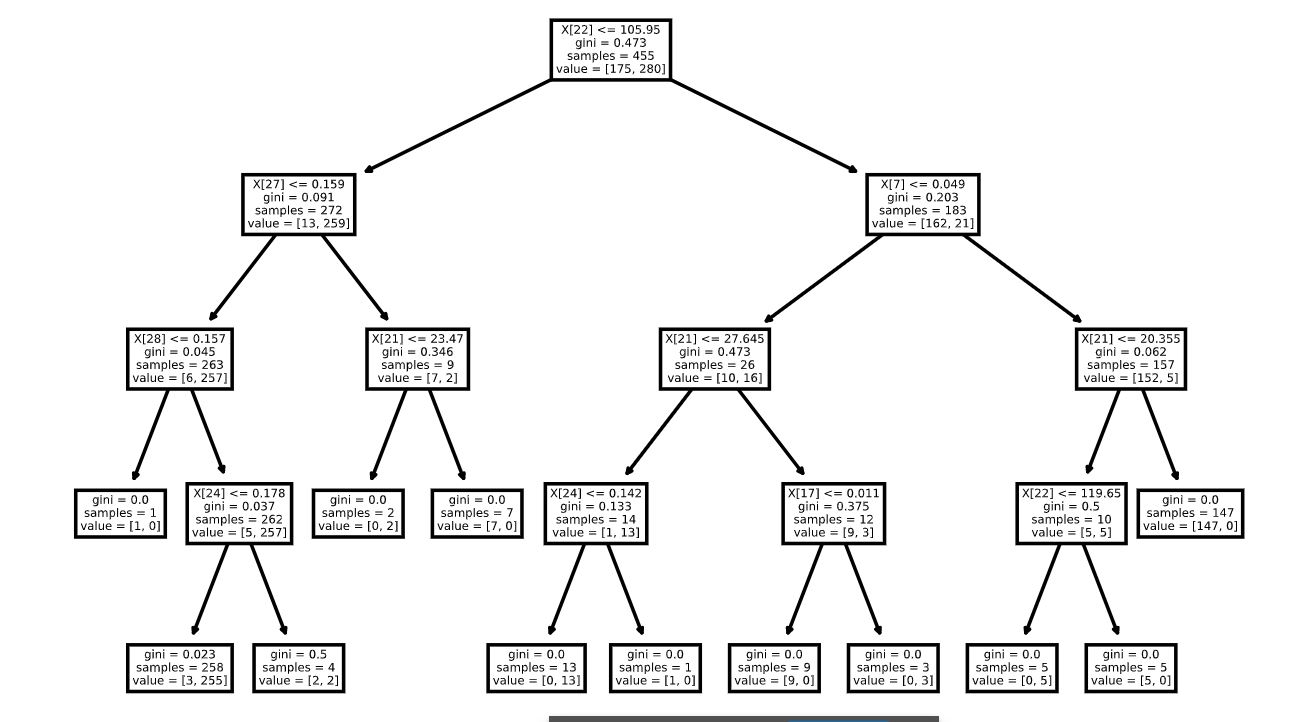 X[22] <= 105.95
gini = 0.473
samples = 455
value = [175, 280]
X[27] <= 0.159
gini = 0.091
samples = 272
value = [13, 259]
X[7] <= 0.049
gini = 0.203
samples = 183
value = [162, 21]
X[28] <= 0.157
gini = 0.045
samples = 263
value = [6, 257]
X[21] <= 23.47
gini = 0.346
samples = 9
value = [7, 2]
X[21] <= 27.645
gini = 0.473
samples = 26
value = [10, 16]
X[21] <= 20.355
gini = 0.062
samples = 157
value = [152, 5]
gini = 0.0
samples = 1
value = [1, 0]
X[24] <= 0.178
gini = 0.037
samples = 262
value = [5, 257]
gini = 0.0
samples = 2
value = [0, 2]
gini = 0.0
samples = 7
value = [7, 0]
X[24] <= 0.142
gini = 0.133
samples = 14
value = [1, 13]
X[17] <= 0.011
gini = 0.375
samples = 12
value = [9, 3]
X[22] <= 119.65
gini = 0.5
samples = 10
value = [5, 5]
gini = 0.0
samples = 147
value = [147, 0]
gini = 0.023
samples = 258
value = [3, 255]
gini = 0.5
samples = 4
value = [2, 2]
gini = 0.0
samples = 13
value = [0, 13]
gini = 0.0
samples = 1
value = [1, 0]
gini = 0.0
samples = 9
value = [9, 0]
gini = 0.0
samples = 3
value = [0, 3]
gini = 0.0
samples = 5
value = [0, 5]
gini = 0.0
samples = 5
value = [5, 0]